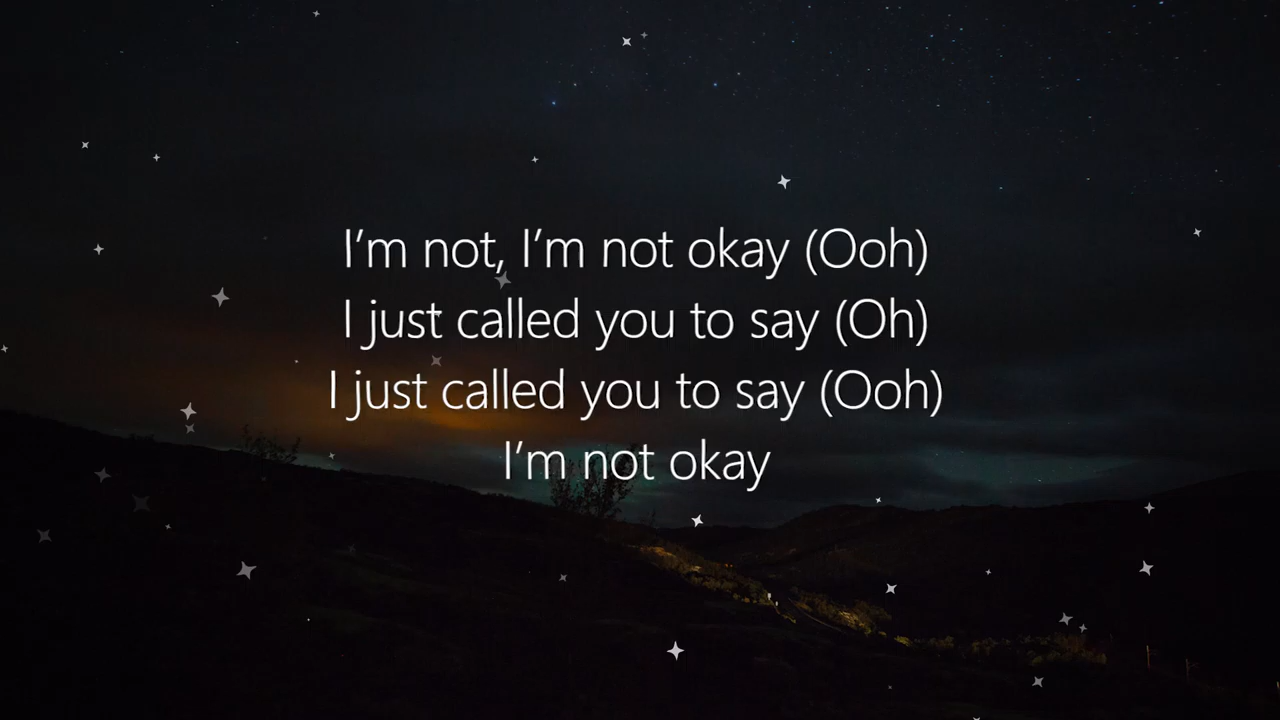 I'm not, I'm not okay (Ooh)
I just called you to say (Oh)
I just called you to say (Ooh)
I'm not okay